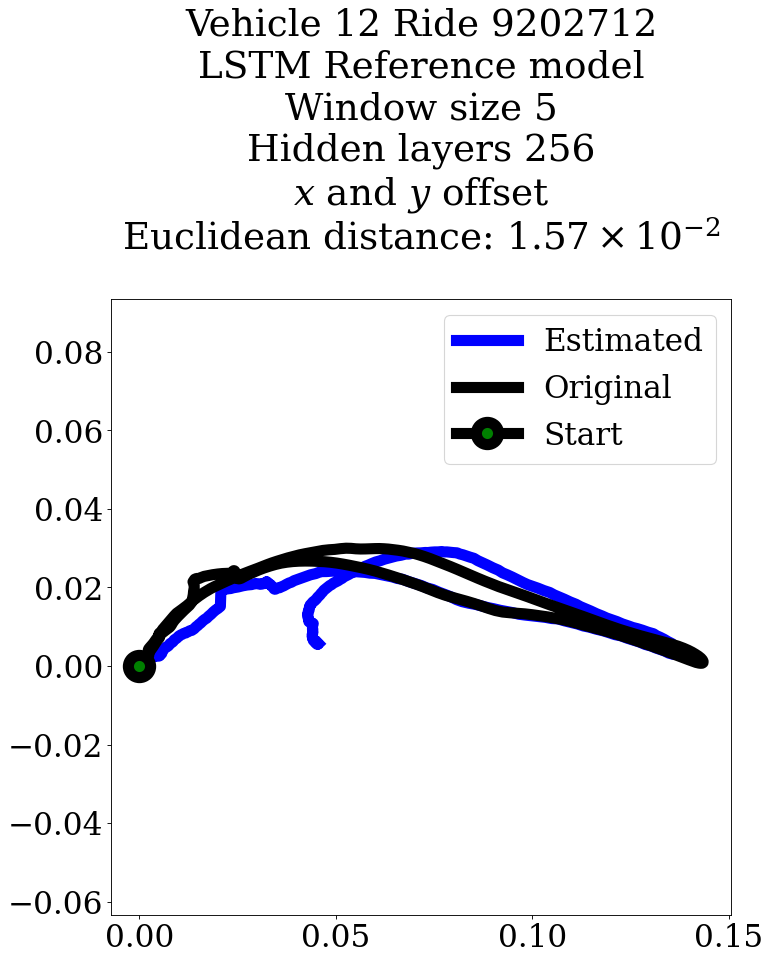 Vehicle 12 Ride 9202712
LSTM Reference model
Window size 5
Hidden layers 256
x and y offset
Euclidean distance: 1.57 × 10⁻²
Estimated
Original
Start
0.08
0.06
0.04
0.02
0.00
−0.02
−0.04
−0.06
0.00 0.05 0.10 0.15